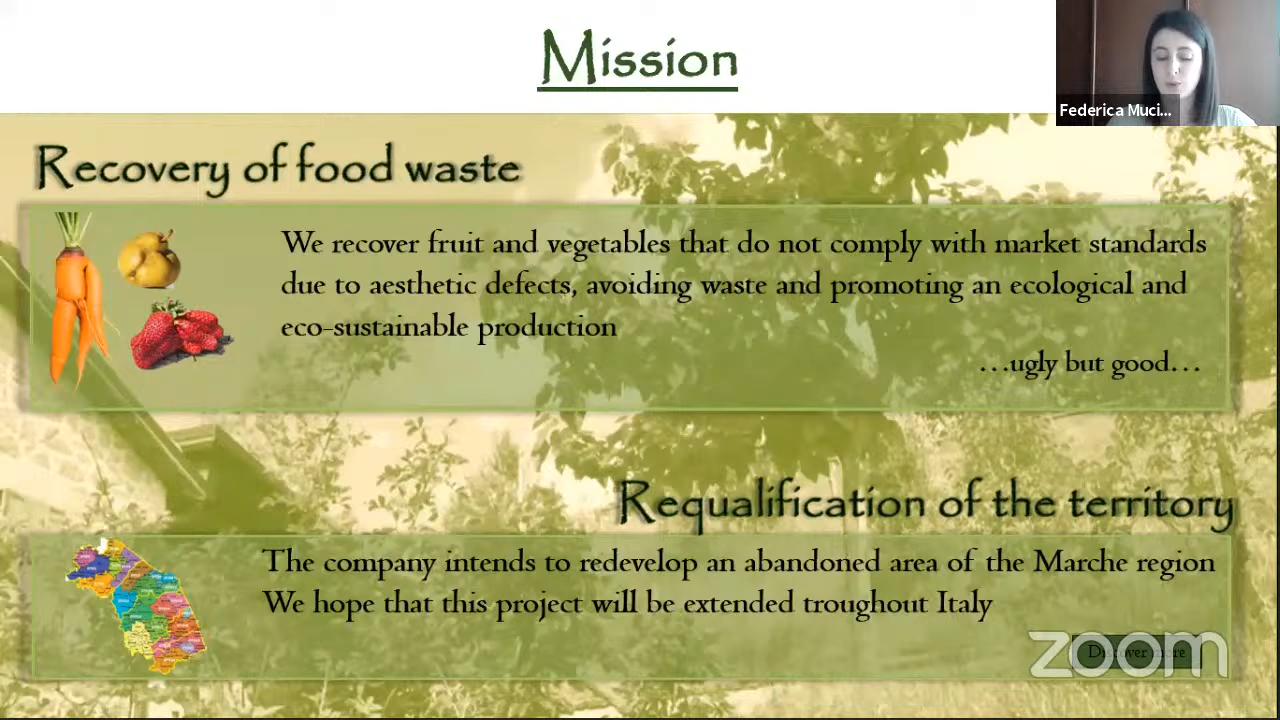 Mission
Federica Muci...
Recovery of food waste
We recover fruit and vegetables that do not comply with market standards
due to aesthetic defects, avoiding waste and promoting an ecological and
eco-sustainable production
...ugly but good...
Requalification of the territory
The company intends to redevelop an abandoned area of the Marche region
We hope that this project will be extended troughout Italy
Discover more
zoom